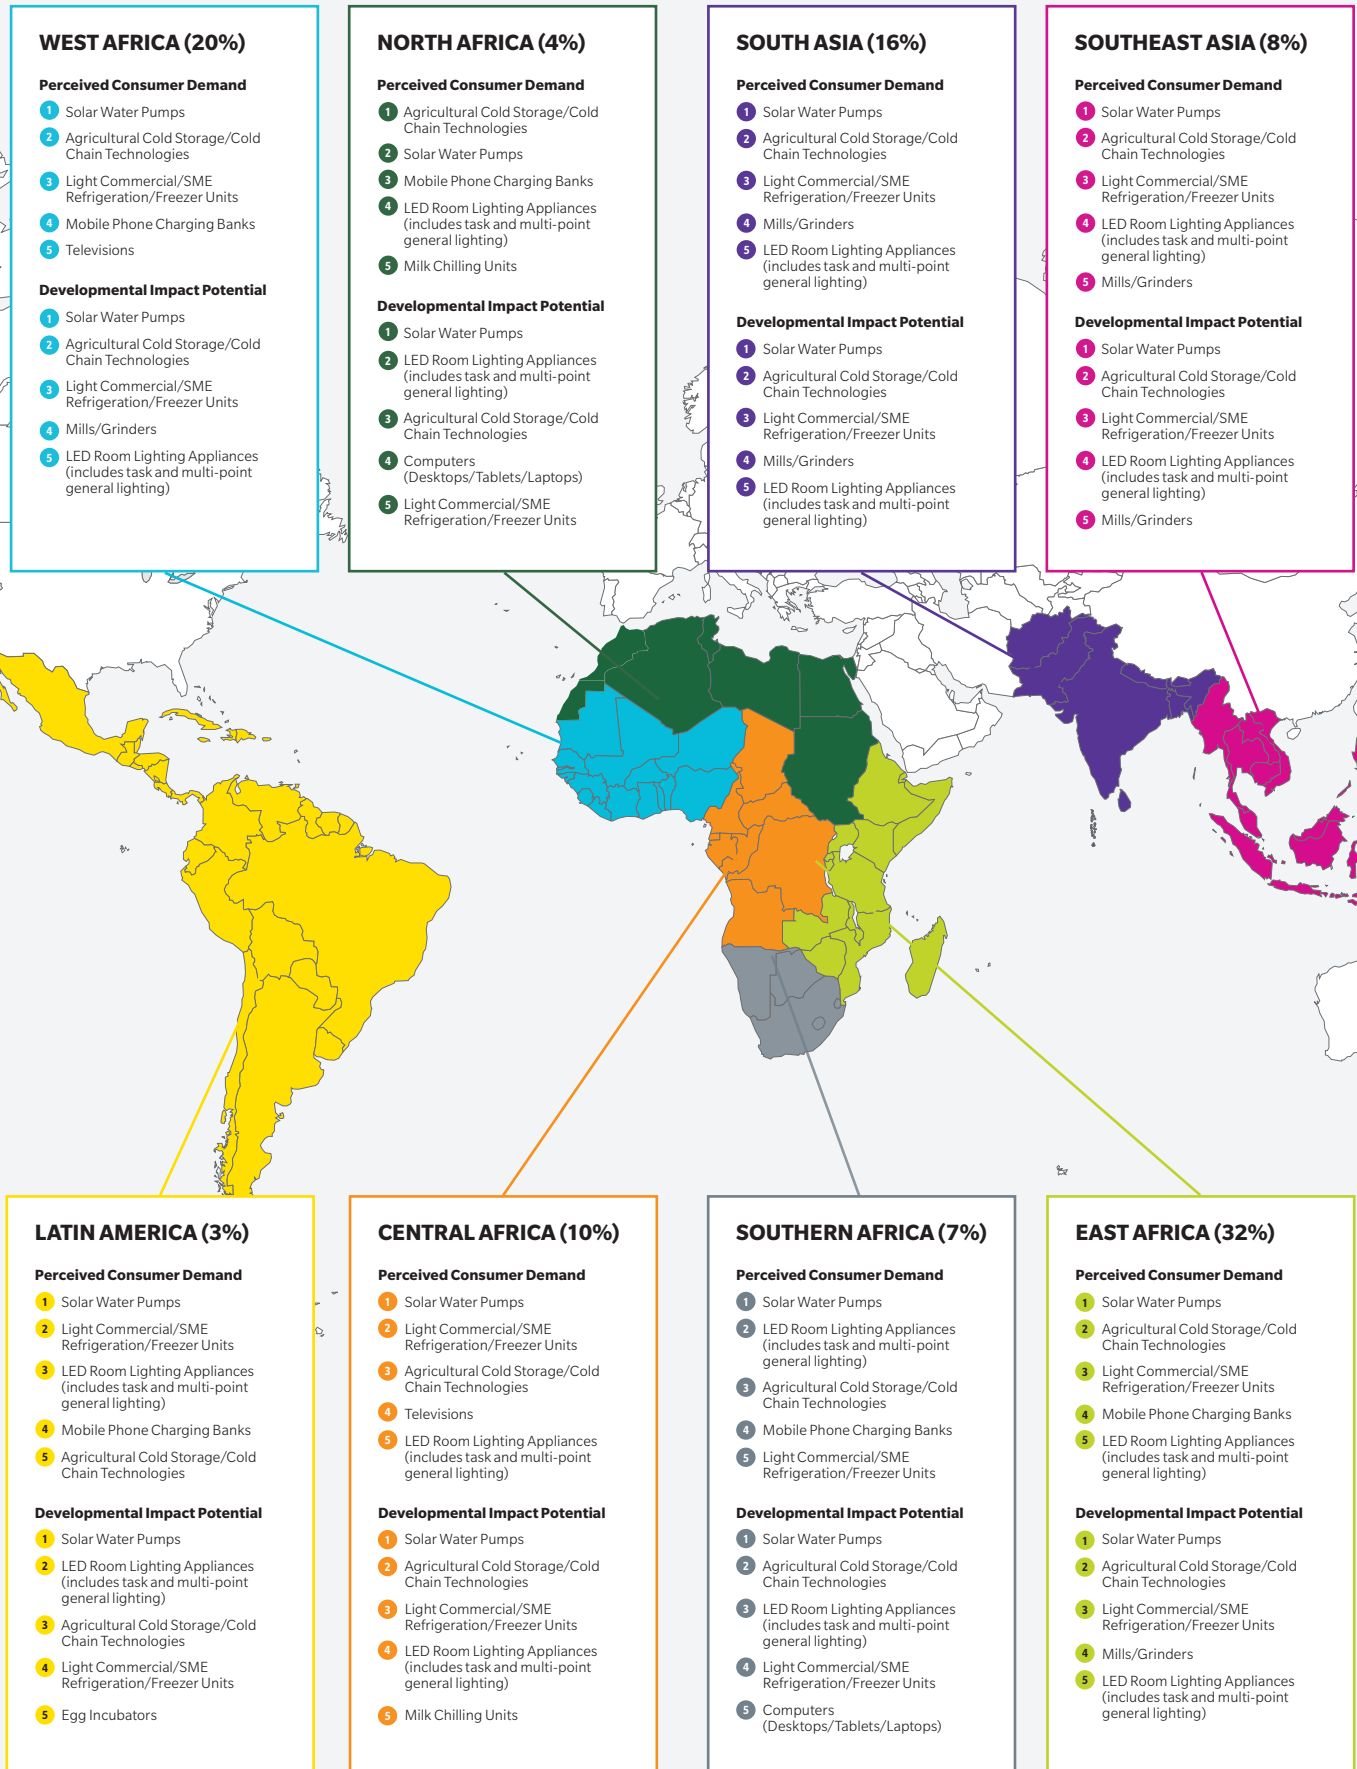 WEST AFRICA (20%)
Perceived Consumer Demand
1 Solar Water Pumps
2 Agricultural Cold Storage/Cold
Chain Technologies
3 Light Commercial/SME
Refrigeration/Freezer Units
4 Mobile Phone Charging Banks
5 Televisions
Developmental Impact Potential
1 Solar Water Pumps
2 Agricultural Cold Storage/Cold
Chain Technologies
3 Light Commercial/SME
Refrigeration/Freezer Units
4 Mills/Grinders
5 LED Room Lighting Appliances
(includes task and multi-point
general lighting)
NORTH AFRICA (4%)
Perceived Consumer Demand
1 Agricultural Cold Storage/Cold
Chain Technologies
2 Solar Water Pumps
3 Mobile Phone Charging Banks
4 LED Room Lighting Appliances
(includes task and multi-point
general lighting)
5 Milk Chilling Units
Developmental Impact Potential
1 Solar Water Pumps
2 LED Room Lighting Appliances
(includes task and multi-point
general lighting)
3 Agricultural Cold Storage/Cold
Chain Technologies
4 Computers
(Desktops/Tablets/Laptops)
5 Light Commercial/SME
Refrigeration/Freezer Units
SOUTH ASIA (16%)
Perceived Consumer Demand
1 Solar Water Pumps
2 Agricultural Cold Storage/Cold
Chain Technologies
3 Light Commercial/SME
Refrigeration/Freezer Units
4 Mills/Grinders
5 LED Room Lighting Appliances
(includes task and multi-point
general lighting)
Developmental Impact Potential
1 Solar Water Pumps
2 Agricultural Cold Storage/Cold
Chain Technologies
3 Light Commercial/SME
Refrigeration/Freezer Units
4 Mills/Grinders
5 LED Room Lighting Appliances
(includes task and multi-point
general lighting)
SOUTHEAST ASIA (8%)
Perceived Consumer Demand
1 Solar Water Pumps
2 Agricultural Cold Storage/Cold
Chain Technologies
3 Light Commercial/SME
Refrigeration/Freezer Units
4 LED Room Lighting Appliances
(includes task and multi-point
general lighting)
5 Mills/Grinders
Developmental Impact Potential
1 Solar Water Pumps
2 Agricultural Cold Storage/Cold
Chain Technologies
3 Light Commercial/SME
Refrigeration/Freezer Units
4 LED Room Lighting Appliances
(includes task and multi-point
general lighting)
5 Mills/Grinders
LATIN AMERICA (3%)
Perceived Consumer Demand
1 Solar Water Pumps
2 Light Commercial/SME
Refrigeration/Freezer Units
3 LED Room Lighting Appliances
(includes task and multi-point
general lighting)
4 Mobile Phone Charging Banks
5 Agricultural Cold Storage/Cold
Chain Technologies
Developmental Impact Potential
1 Solar Water Pumps
2 LED Room Lighting Appliances
(includes task and multi-point
general lighting)
3 Agricultural Cold Storage/Cold
Chain Technologies
4 Light Commercial/SME
Refrigeration/Freezer Units
5 Egg Incubators
CENTRAL AFRICA (10%)
Perceived Consumer Demand
1 Solar Water Pumps
2 Light Commercial/SME
Refrigeration/Freezer Units
3 Agricultural Cold Storage/Cold
Chain Technologies
4 Televisions
5 LED Room Lighting Appliances
(includes task and multi-point
general lighting)
Developmental Impact Potential
1 Solar Water Pumps
2 Agricultural Cold Storage/Cold
Chain Technologies
3 Light Commercial/SME
Refrigeration/Freezer Units
4 LED Room Lighting Appliances
(includes task and multi-point
general lighting)
5 Milk Chilling Units
SOUTHERN AFRICA (7%)
Perceived Consumer Demand
1 Solar Water Pumps
2 LED Room Lighting Appliances
(includes task and multi-point
general lighting)
3 Agricultural Cold Storage/Cold
Chain Technologies
4 Mobile Phone Charging Banks
5 Light Commercial/SME
Refrigeration/Freezer Units
Developmental Impact Potential
1 Solar Water Pumps
2 Agricultural Cold Storage/Cold
Chain Technologies
3 LED Room Lighting Appliances
(includes task and multi-point
general lighting)
4 Light Commercial/SME
Refrigeration/Freezer Units
5 Computers
(Desktops/Tablets/Laptops)
EAST AFRICA (32%)
Perceived Consumer Demand
1 Solar Water Pumps
2 Agricultural Cold Storage/Cold
Chain Technologies
3 Light Commercial/SME
Refrigeration/Freezer Units
4 Mobile Phone Charging Banks
5 LED Room Lighting Appliances
(includes task and multi-point
general lighting)
Developmental Impact Potential
1 Solar Water Pumps
2 Agricultural Cold Storage/Cold
Chain Technologies
3 Light Commercial/SME
Refrigeration/Freezer Units
4 Mills/Grinders
5 LED Room Lighting Appliances
(includes task and multi-point
general lighting)